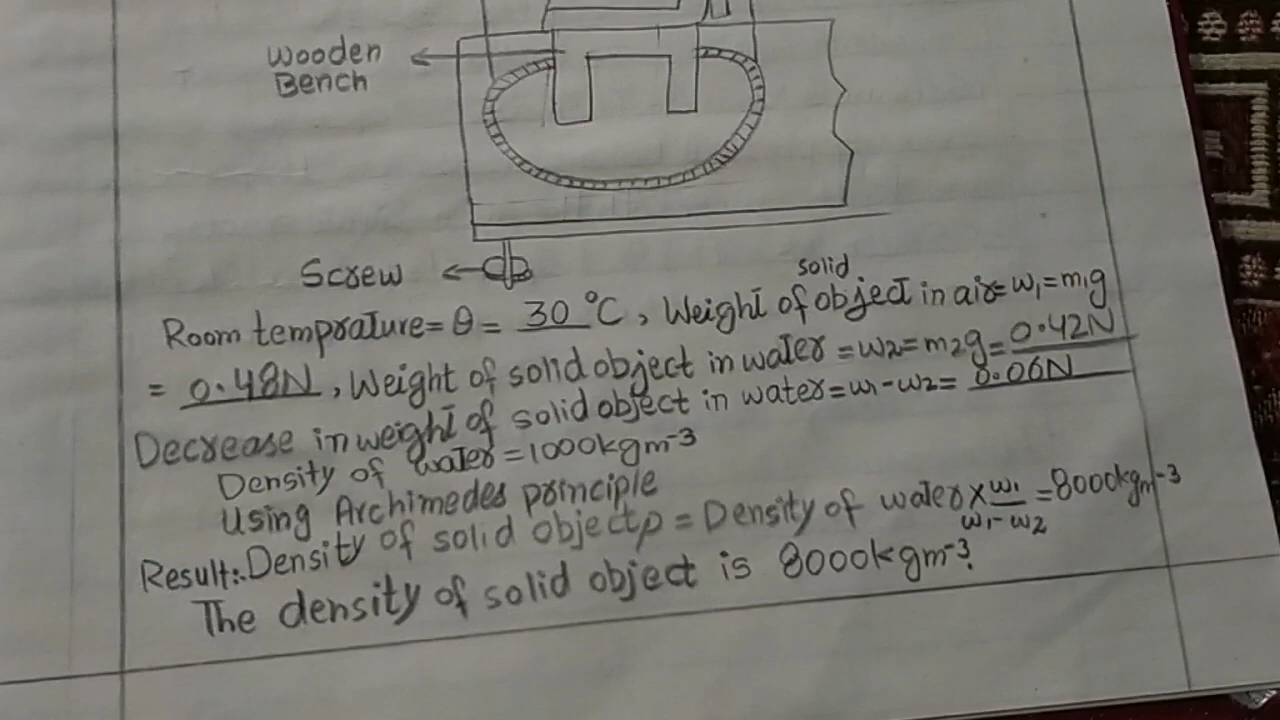 Wooden
Bench
Screw
solid
Room temprature= θ = 30 °C, Weight of object in air= w₁=m₁g
= 0.48N, Weight of solid object in water =w₂=m₂g=0.42N
Decrease in weight of solid object in water=w₁-w₂= 0.06N
Density of water =1000kgm⁻³
Using Archimedes principle
Result:. Density of solid object ρ = Density of water × w₁/w₁-w₂ =8000kgm⁻³
The density of solid object is 8000kgm⁻³.